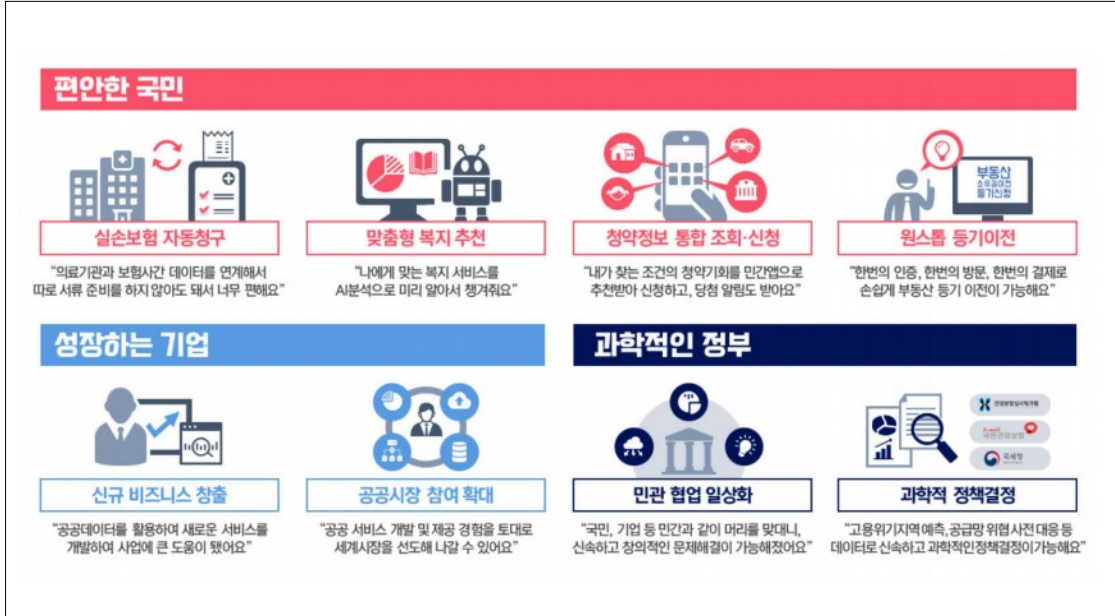 편안한 국민
부동산
소유권이전
등기신청
실손보험 자동청구
맞춤형 복지 추천
청약정보 통합 조회·신청
원스톱 등기이전
“의료기관과 보험사간 데이터를 연계해서
따로 서류 준비를 하지 않아도 돼서 너무 편해요”
“나에게 맞는 복지 서비스를
AI분석으로 미리 알아서 챙겨줘요”
“내가 찾는 조건의 청약기회를 민간앱으로
추천받아 신청하고, 당첨 알림도 받아요”
“한번의 인증, 한번의 방문, 한번의 결제로
손쉽게 부동산 등기 이전이 가능해요”
성장하는 기업
과학적인 정부
건강보험심사평가원
국민건강보험
국세청
신규 비즈니스 창출
공공시장 참여 확대
민관 협업 일상화
과학적 정책결정
“공공데이터를 활용하여 새로운 서비스를
개발하여 사업에 큰 도움이 됐어요”
“공공 서비스 개발 및 제공 경험을 토대로
세계시장을 선도해 나갈 수 있어요”
“국민, 기업 등 민간과 같이 머리를 맞대니,
신속하고 창의적인 문제해결이 가능해졌어요”
“고용위기지역 예측, 공급망 위협 사전 대응 등
데이터로 신속하고 과학적인 정책결정이 가능해요”